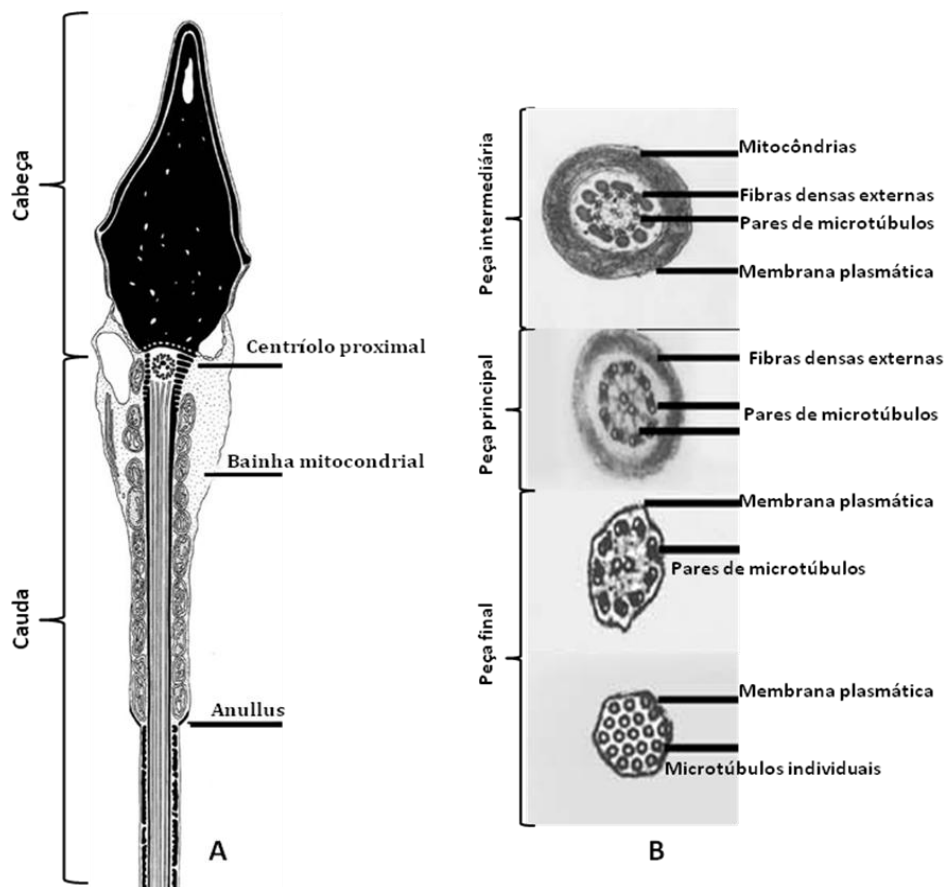 Cabeça
Cauda
Centríolo proximal
Bainha mitocondrial
Anullus
A
Peça intermediária
Mitocôndrias
Fibras densas externas
Pares de microtúbulos
Membrana plasmática
Peça principal
Fibras densas externas
Pares de microtúbulos
Peça final
Membrana plasmática
Pares de microtúbulos
Membrana plasmática
Microtúbulos individuais
B